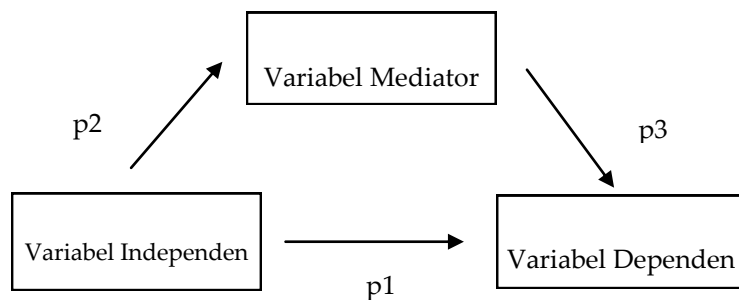 Variabel Mediator
p2
p3
Variabel Independen
Variabel Dependen
p1